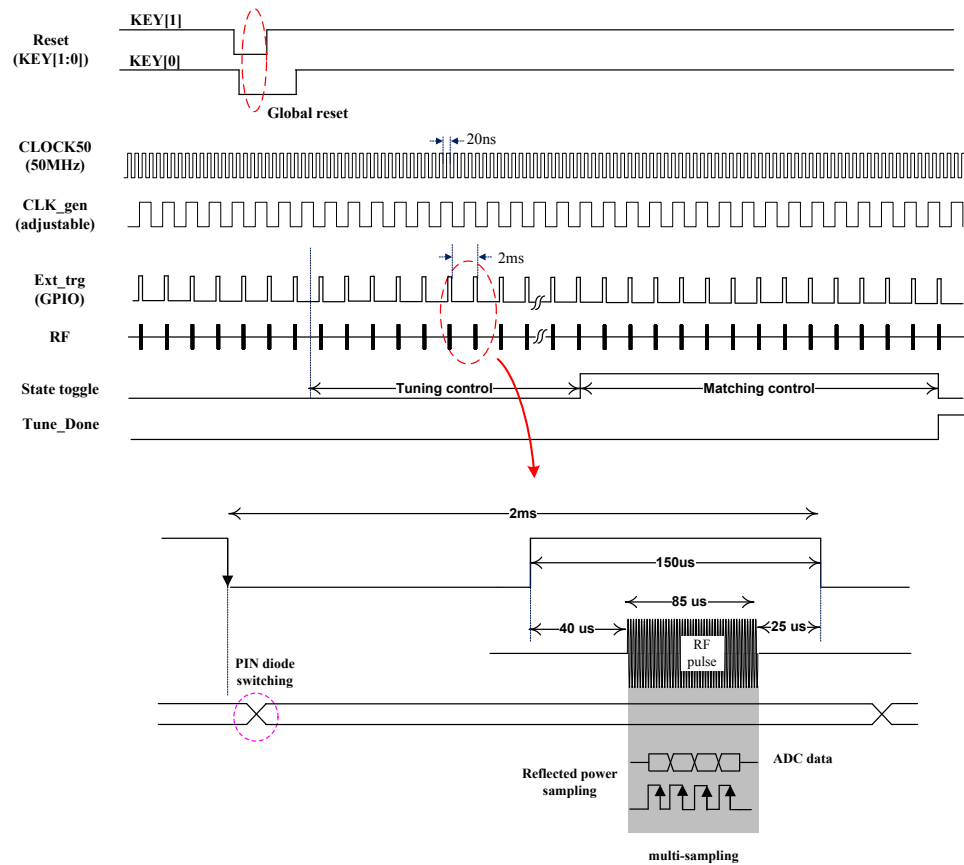 KEY[1]
Reset
(KEY[1:0])
KEY[0]
Global reset
CLOCK50
(50MHz)
20ns
CLK_gen
(adjustable)
Ext_trg
(GPIO)
2ms
RF
State toggle
Tuning control
Matching control
Tune_Done
2ms
150us
85 us
40 us
25 us
RF
pulse
PIN diode
switching
ADC data
Reflected power
sampling
multi-sampling